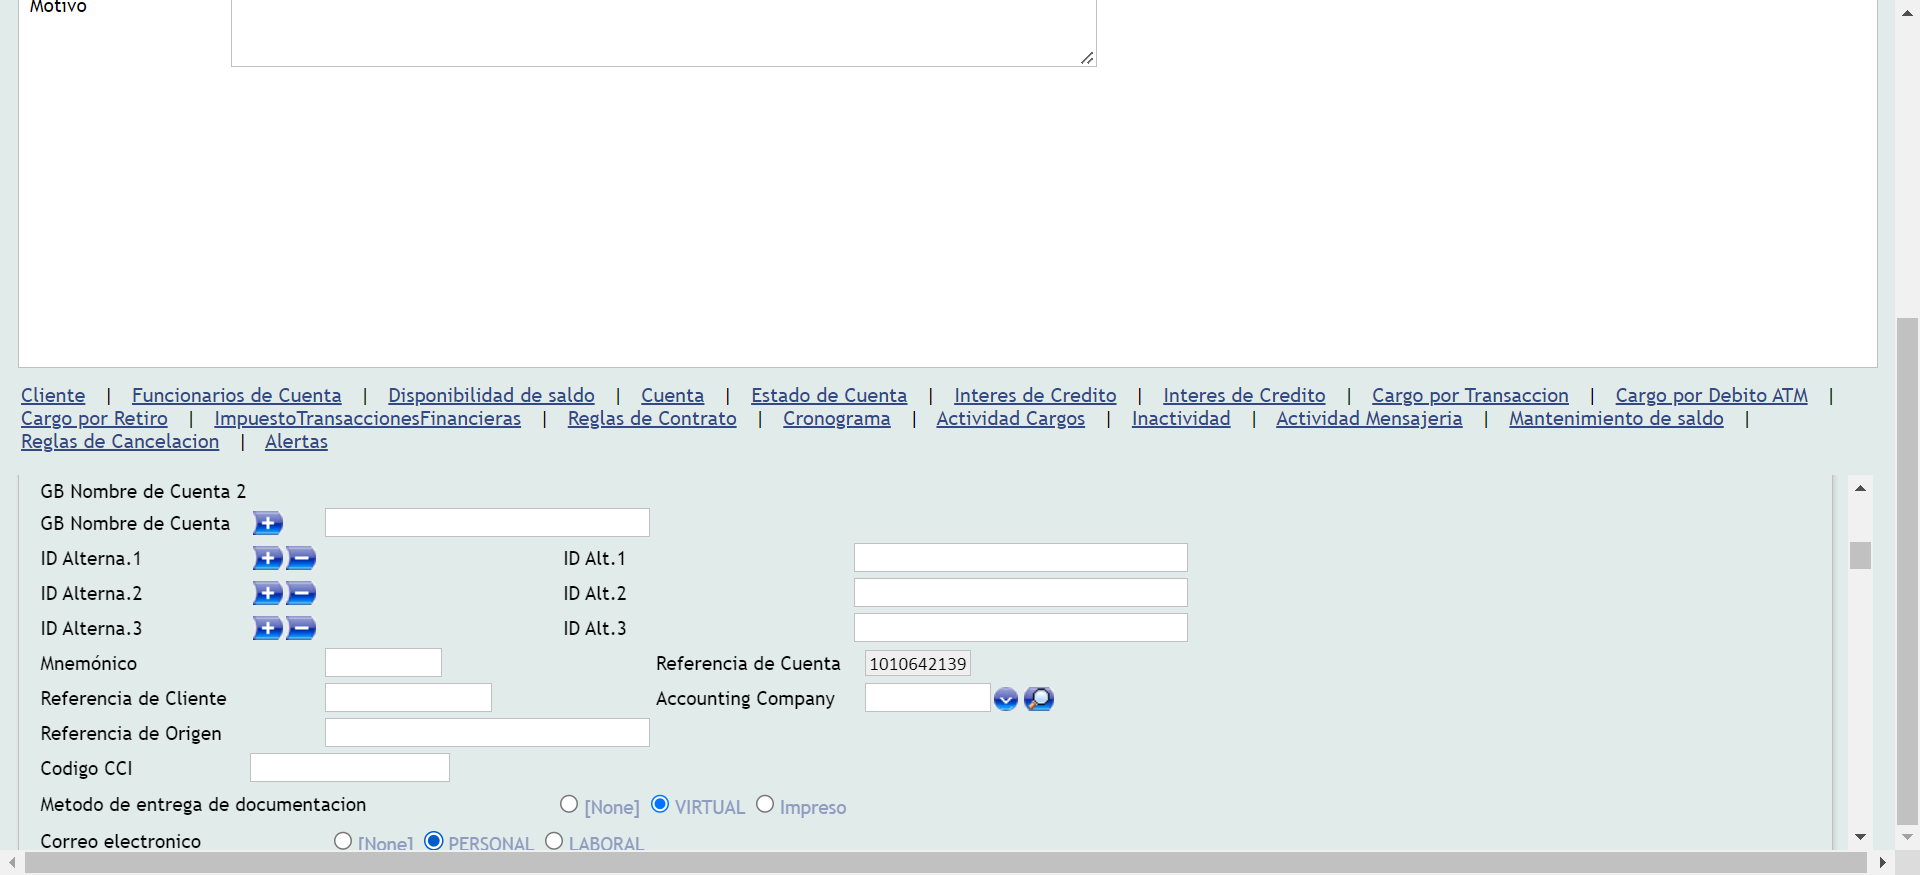 Motivo
Cliente | Funcionarios de Cuenta | Disponibilidad de saldo | Cuenta | Estado de Cuenta | Interes de Credito | Interes de Credito | Cargo por Transaccion | Cargo por Debito ATM |
Cargo por Retiro | ImpuestoTransaccionesFinancieras | Reglas de Contrato | Cronograma | Actividad Cargos | Inactividad | Actividad Mensajeria | Mantenimiento de saldo |
Reglas de Cancelacion | Alertas
GB Nombre de Cuenta 2
GB Nombre de Cuenta
ID Alterna.1 ID Alt.1
ID Alterna.2 ID Alt.2
ID Alterna.3 ID Alt.3
Mnemónico Referencia de Cuenta 1010642139
Referencia de Cliente Accounting Company
Referencia de Origen
Codigo CCI
Metodo de entrega de documentacion [None] VIRTUAL Impreso
Correo electronico [None] PERSONAL LABORAL